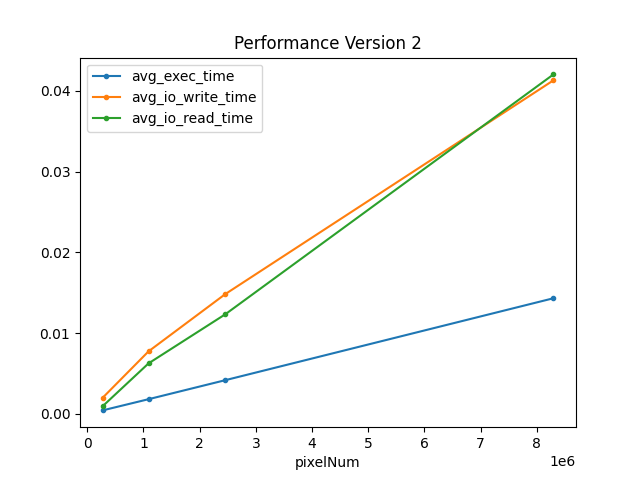 Performance Version 2
avg_exec_time
avg_io_write_time
avg_io_read_time
0.04
0.03
0.02
0.01
0.00
0 1 2 3 4 5 6 7 8
1e6
pixelNum